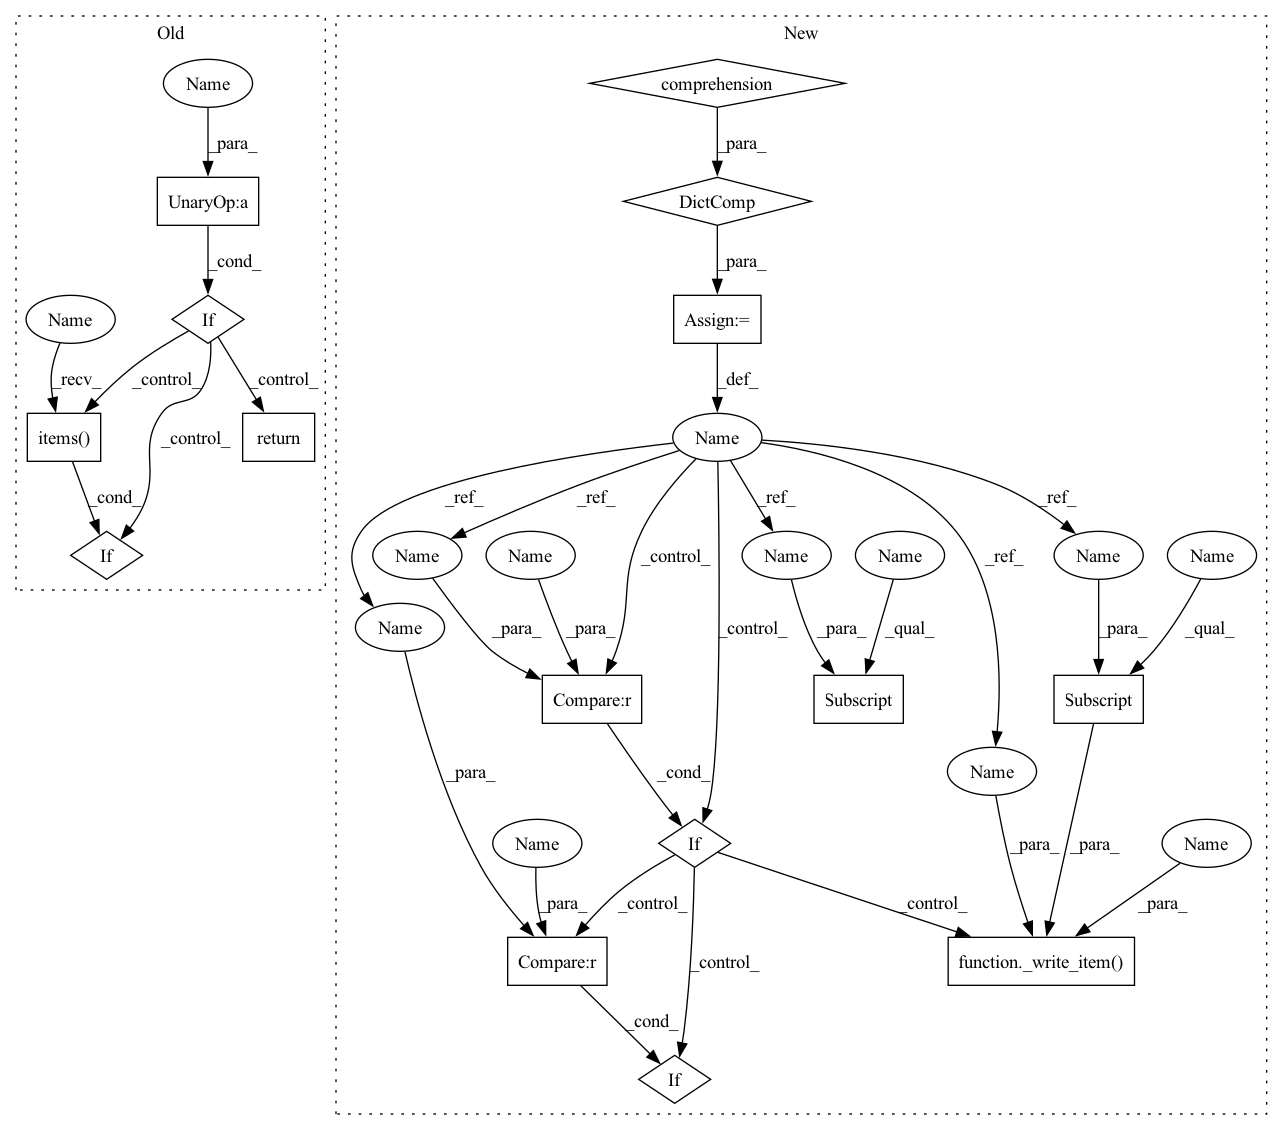 Old
New
Name
comprehension
_para_
_para_
UnaryOp:a
DictComp
_cond_
_para_
Name
If
Assign:=
_recv_
_control_
_control_
_def_
items()
_control_
return
Name
_cond_
_ref_
_ref_
_control_
_ref_
_ref_
_ref_
If
Name
Name
Name
Name
Name
Name
Name
_para_
_para_
_control_
_para_
_qual_
_para_
_qual_
Compare:r
Subscript
Subscript
_para_
_cond_
Name
Name
If
_para_
_para_
Name
_para_
_control_
_control_
_para_
Compare:r
_control_
function._write_item()
_cond_
If